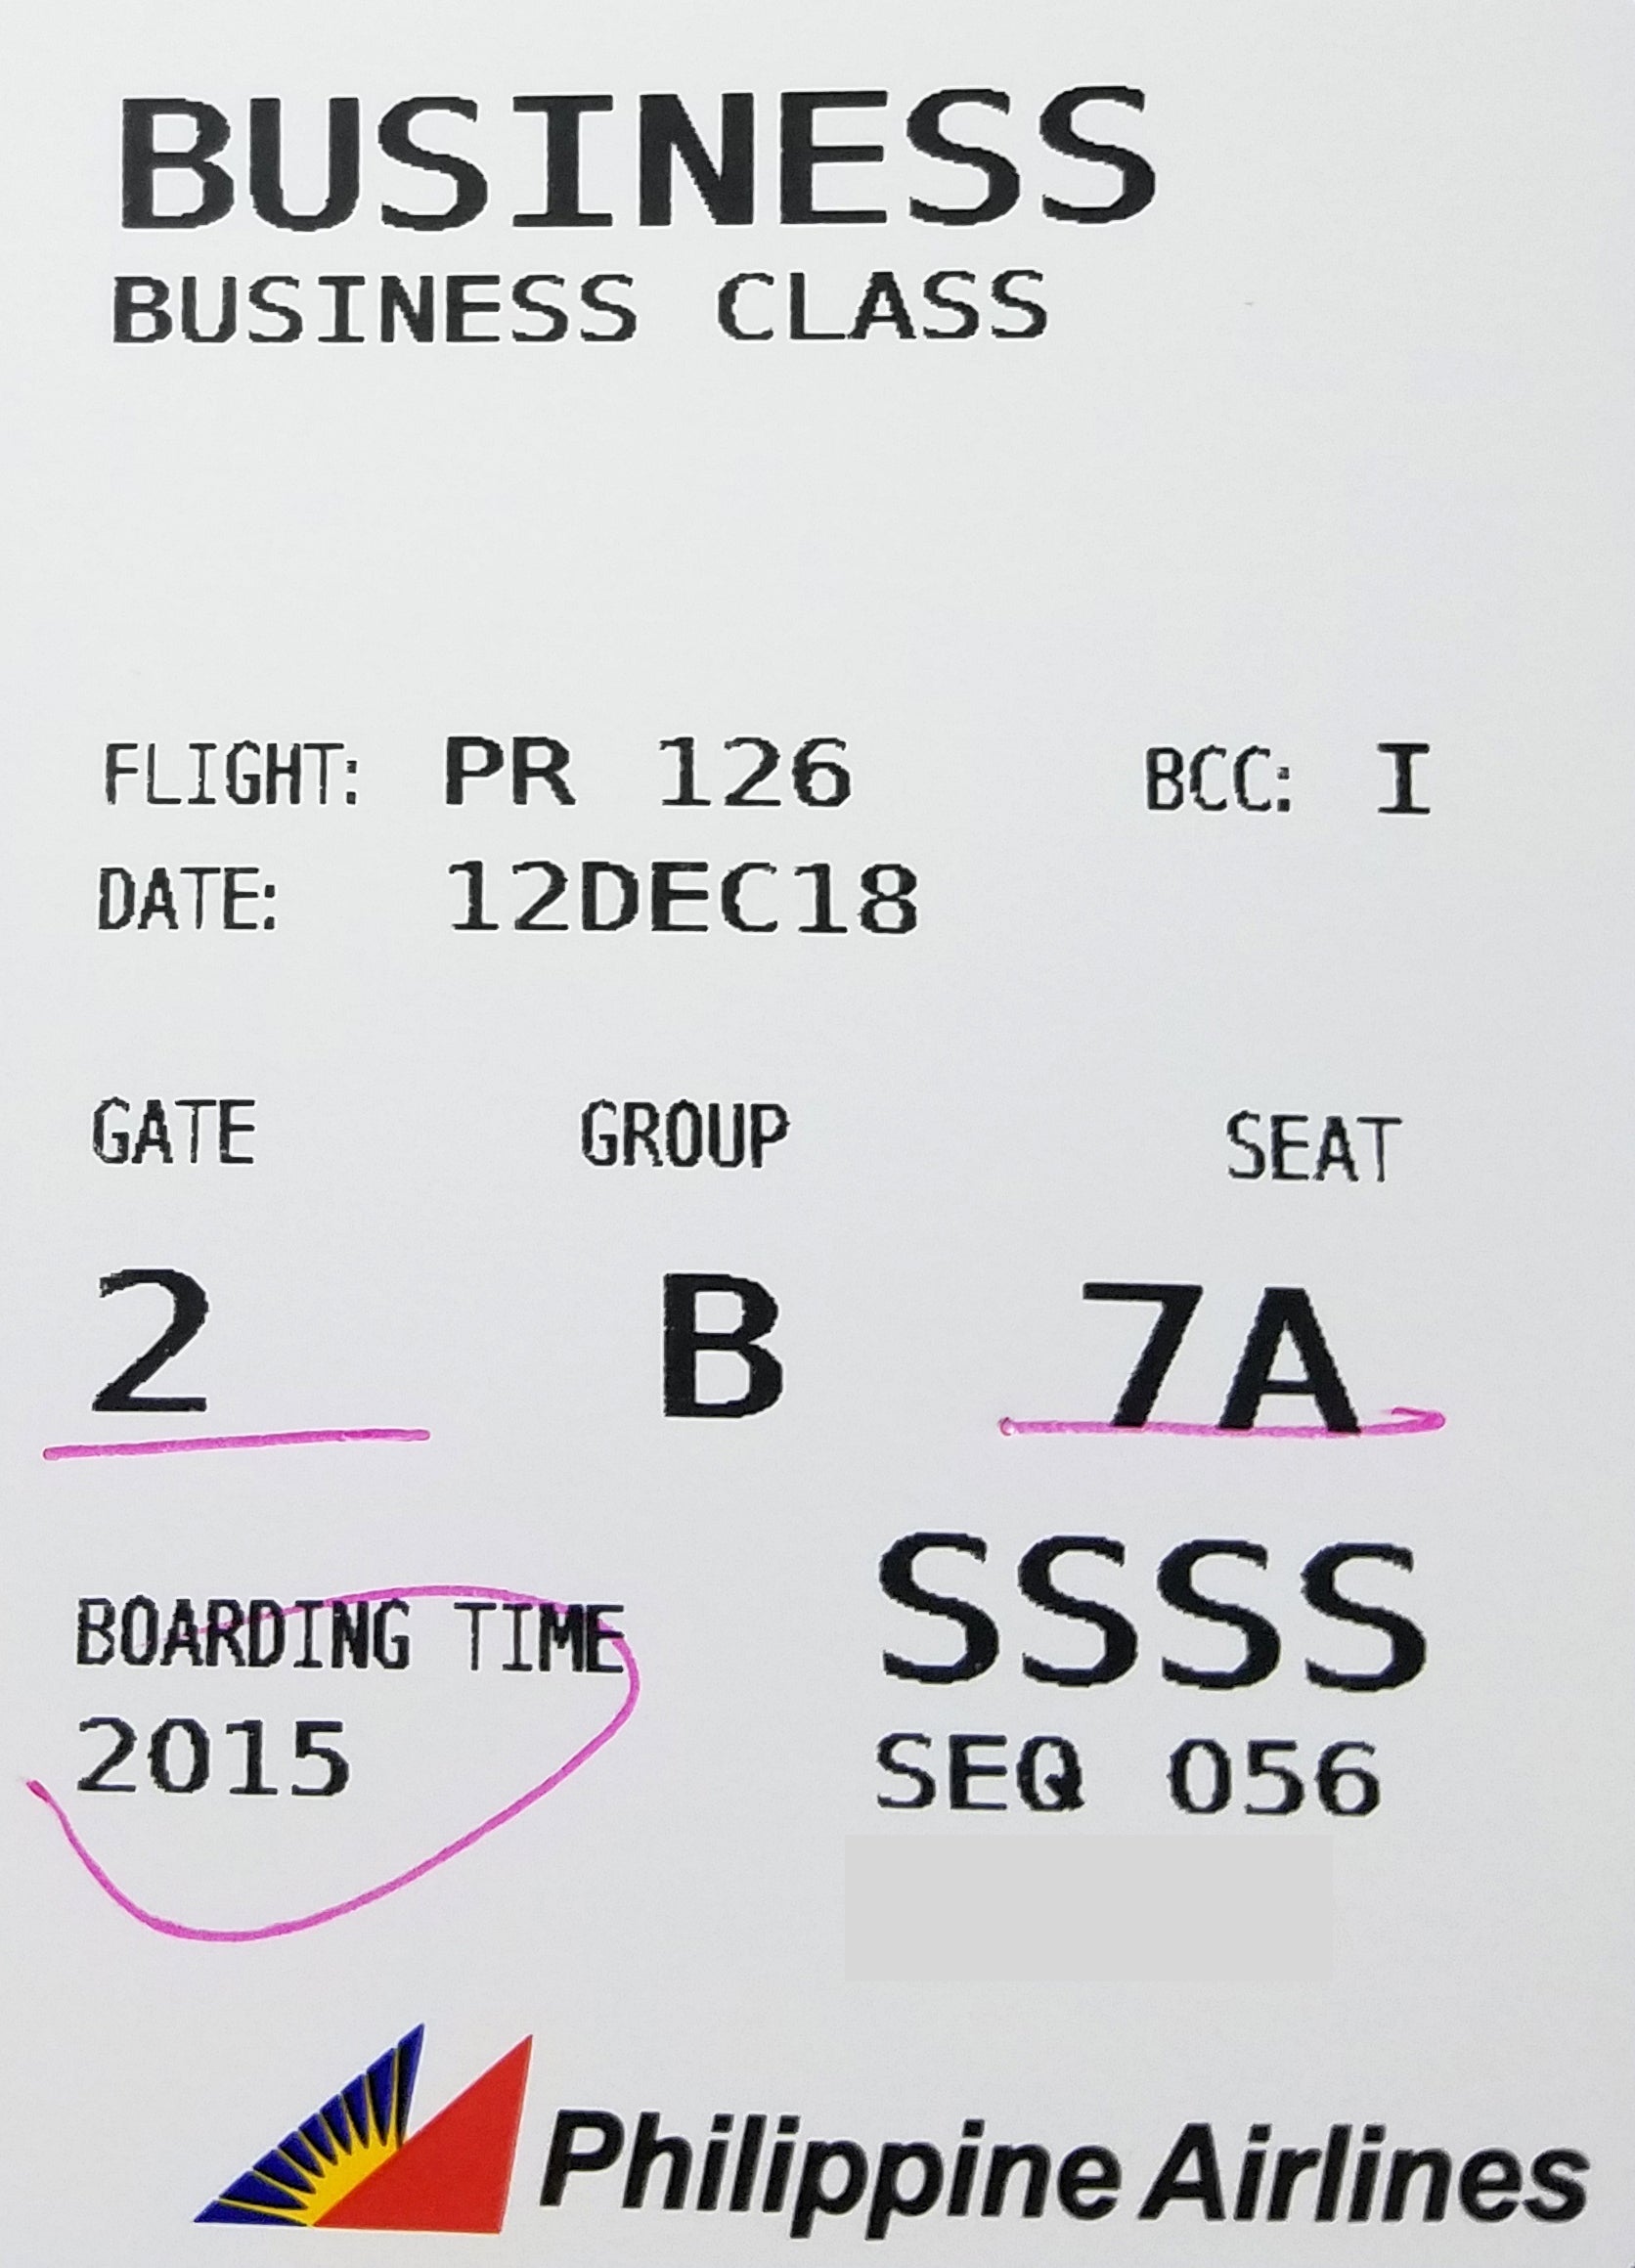 BUSINESS
BUSINESS CLASS
FLIGHT: PR 126 BCC: I
DATE: 12DEC18
GATE GROUP SEAT
2 B 7A
SSSS
BOARDING TIME
2015
SEQ 056
Philippine Airlines